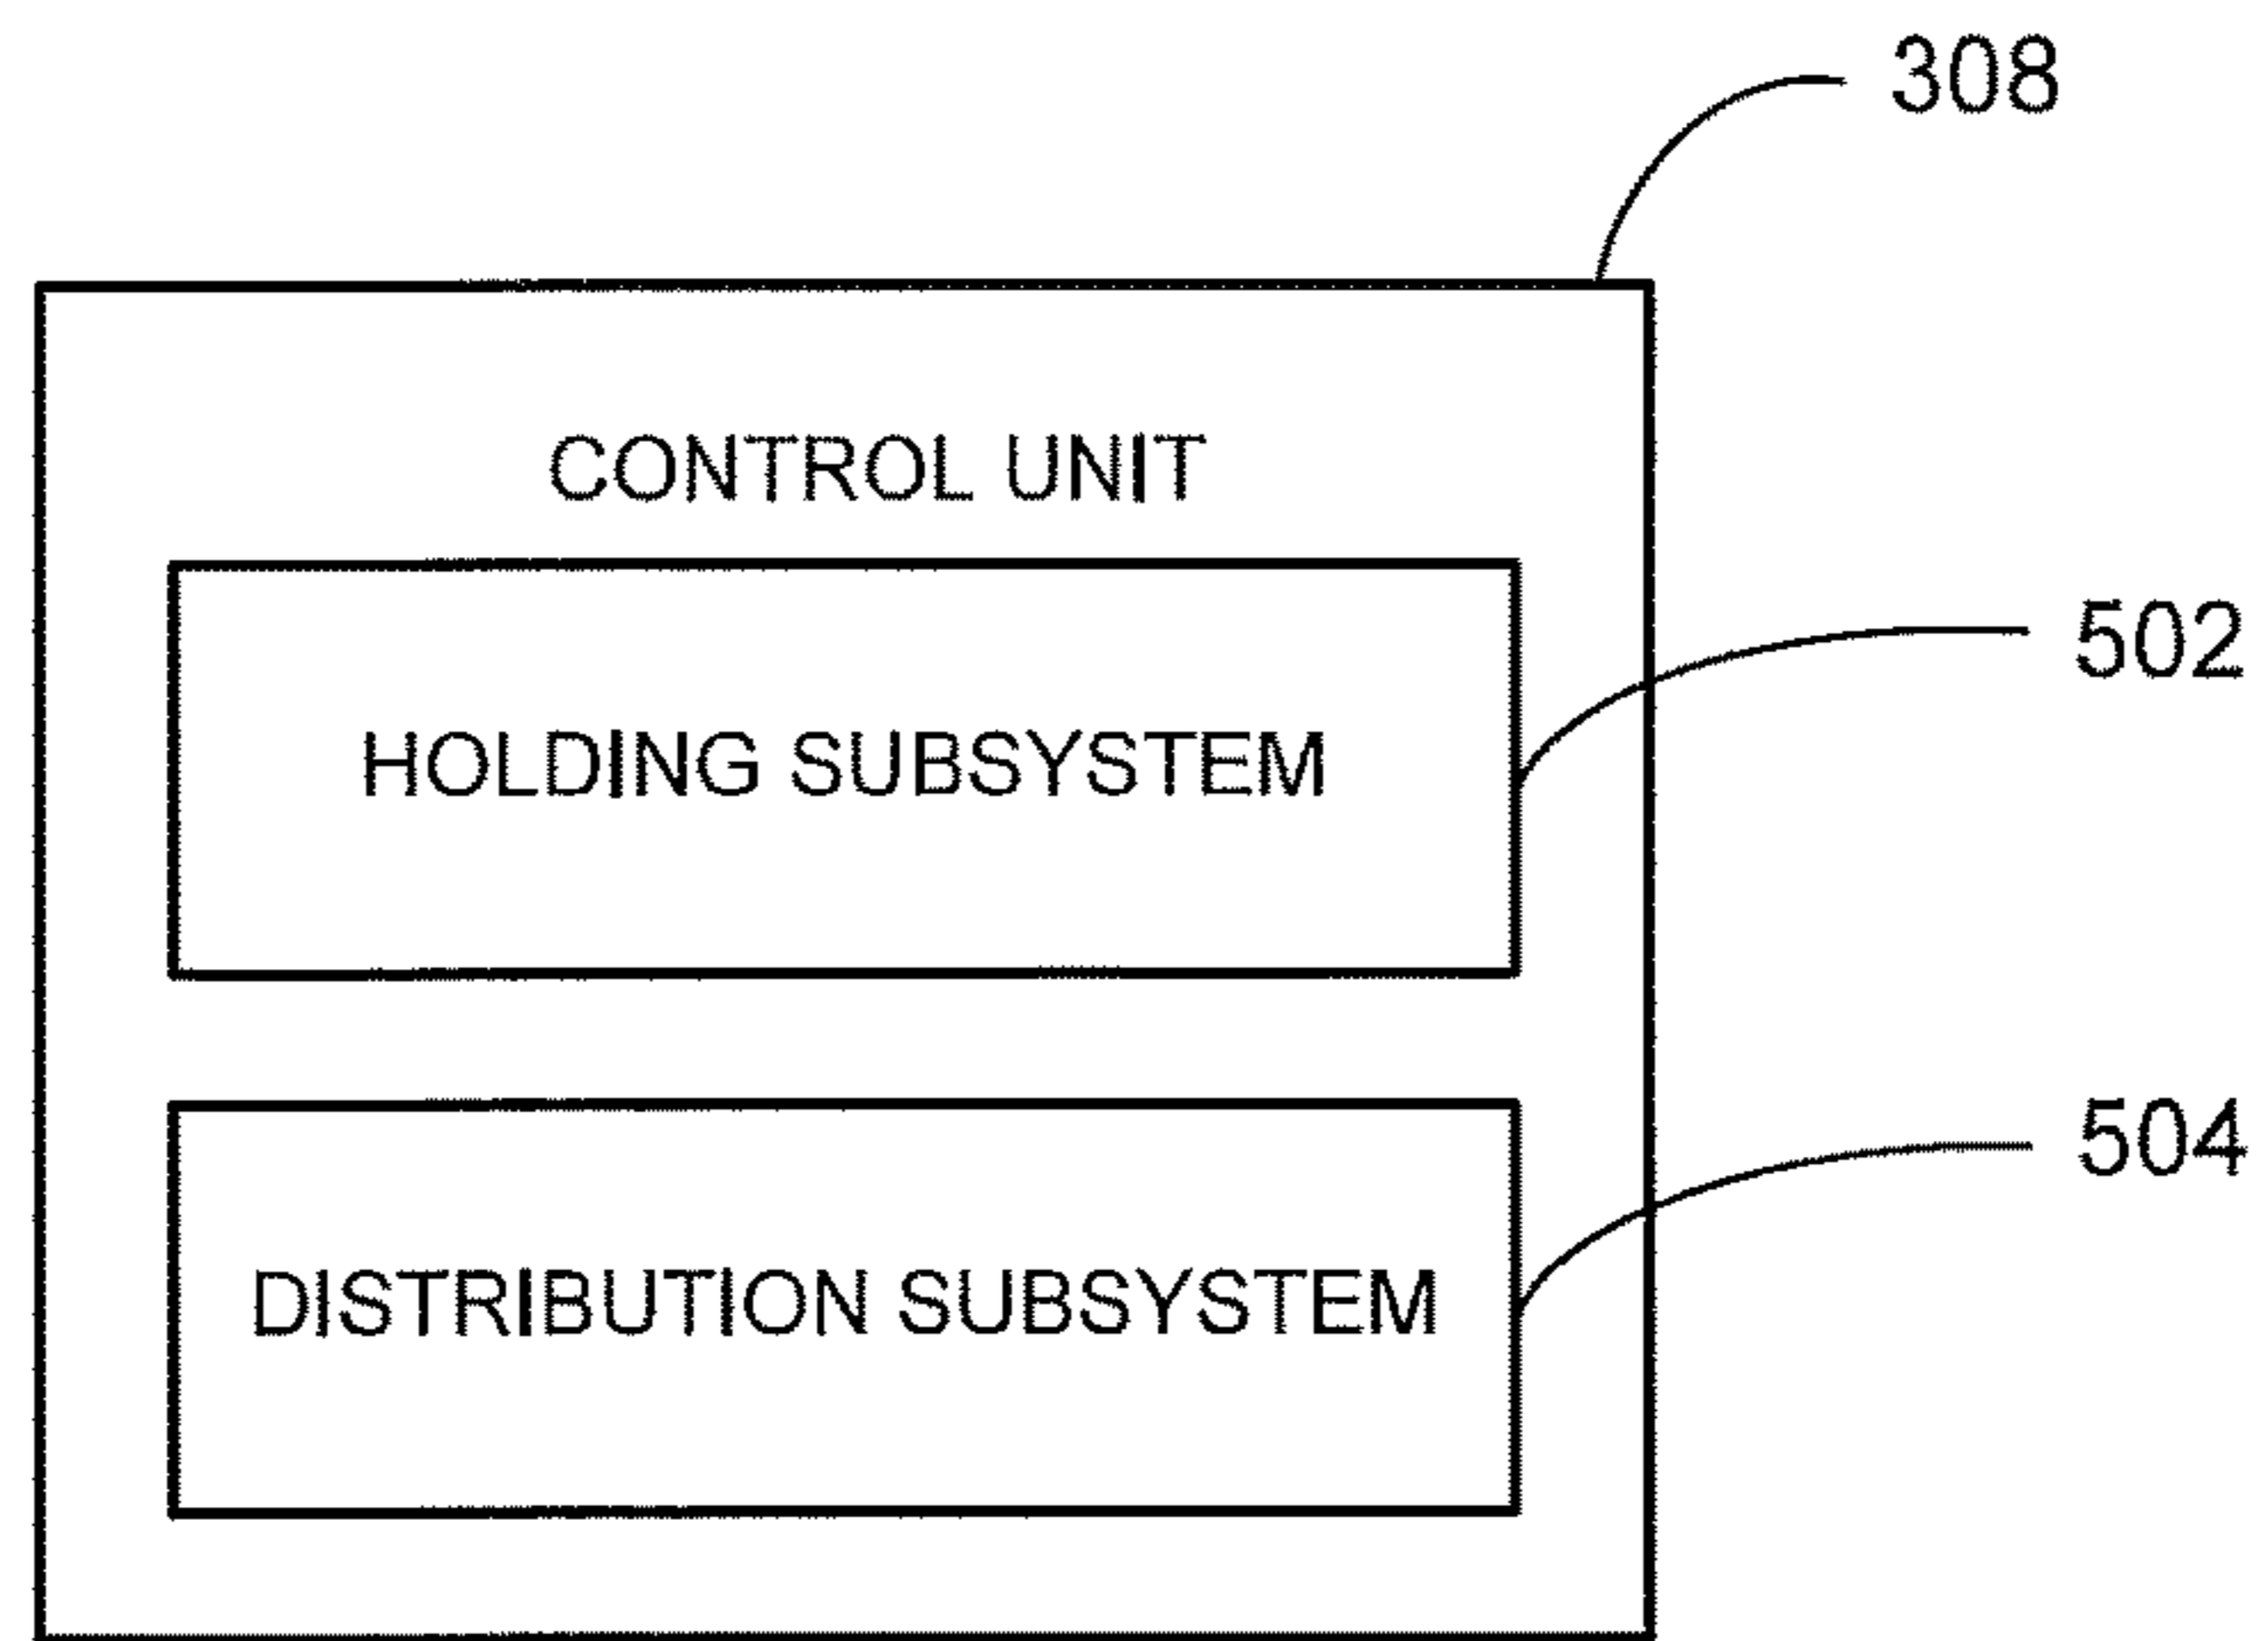 308
CONTROL UNIT
502
HOLDING SUBSYSTEM
504
DISTRIBUTION SUBSYSTEM